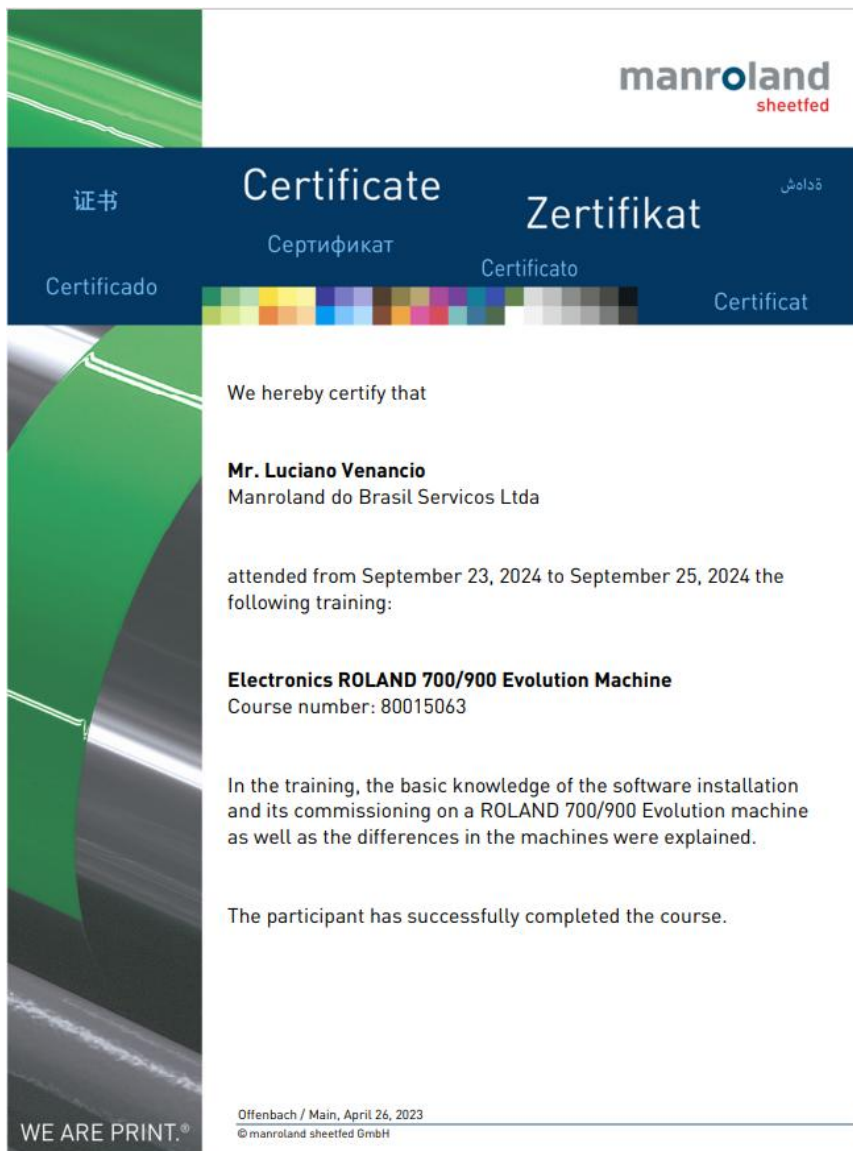 manroland
sheetfed
证书
Certificate
Zertifikat
ةداهش
Сертификат
Certificato
Certificado
Certificat
We hereby certify that
Mr. Luciano Venancio
Manroland do Brasil Servicos Ltda
attended from September 23, 2024 to September 25, 2024 the
following training:
Electronics ROLAND 700/900 Evolution Machine
Course number: 80015063
In the training, the basic knowledge of the software installation
and its commissioning on a ROLAND 700/900 Evolution machine
as well as the differences in the machines were explained.
The participant has successfully completed the course.
Offenbach / Main, April 26, 2023
© manroland sheetfed GmbH
WE ARE PRINT.®